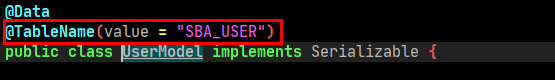 @Data
@TableName(value = "SBA_USER")
public class UserModel implements Serializable {